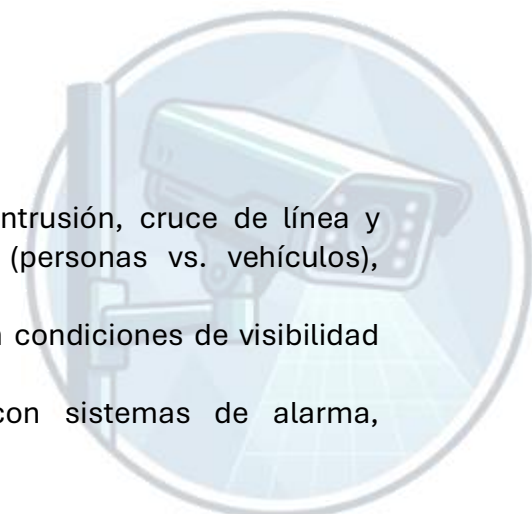 ntrusión, cruce de línea y
(personas vs. vehículos),
condiciones de visibilidad
con sistemas de alarma,